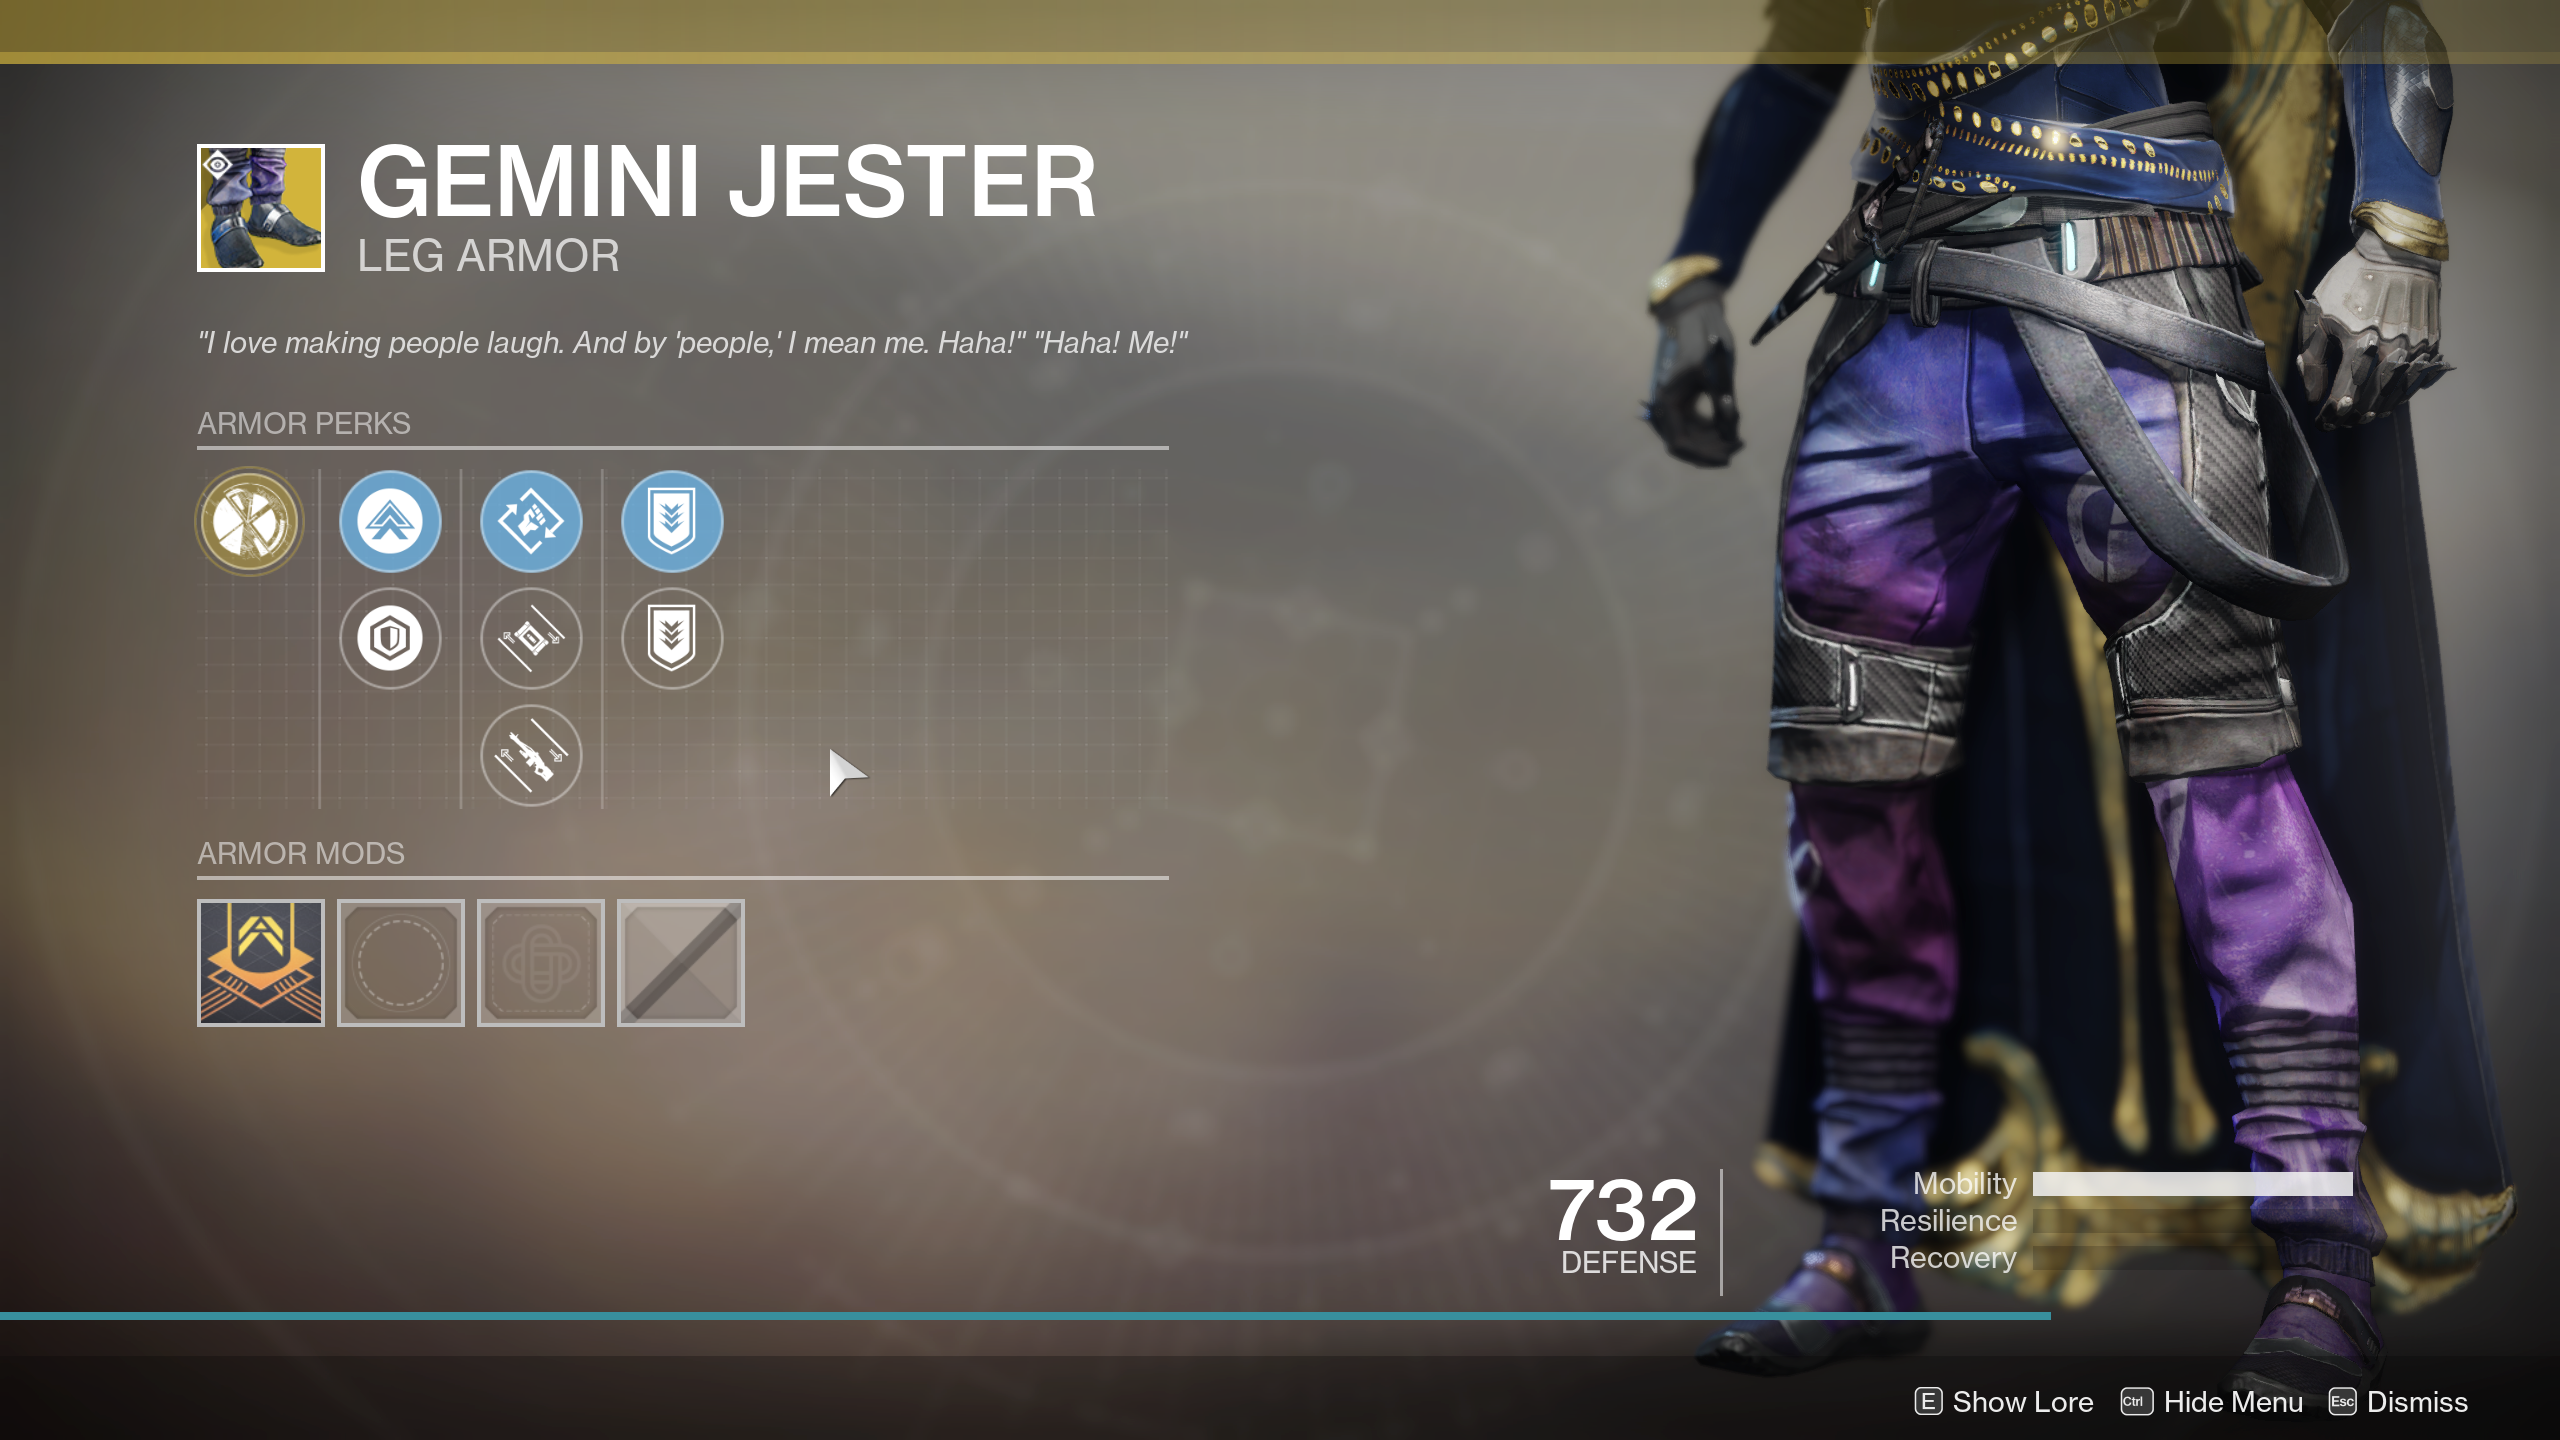 GEMINI JESTER
LEG ARMOR
"I love making people laugh. And by 'people,' I mean me. Haha!" "Haha! Me!"
ARMOR PERKS
ARMOR MODS
732
DEFENSE
Mobility
Resilience
Recovery
E Show Lore Ctrl Hide Menu Esc Dismiss